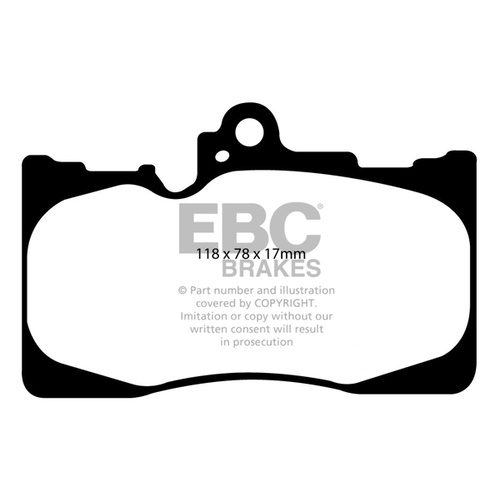 EBC
118 x 78 x 17mm
BRAKES
© Part number and illustration
covered by COPYRIGHT.
Imitation or copy without our
written consent will result
in prosecution